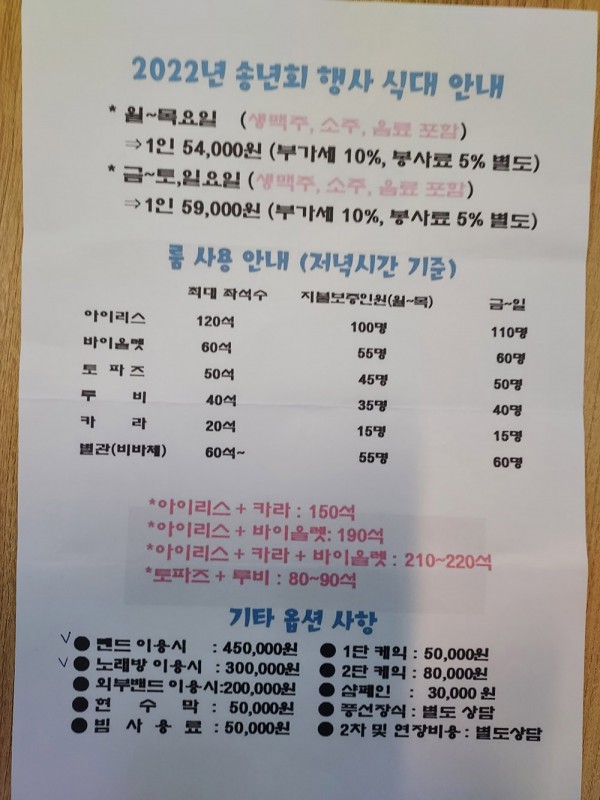 2022년 송년회 행사 식대 안내
* 월~목요일 (생맥주, 소주, 음료 포함)
⇒1인 54,000원 (부가세 10%, 봉사료 5% 별도)
* 금~토,일요일 (생맥주, 소주, 음료 포함)
⇒1인 59,000원 (부가세 10%, 봉사료 5% 별도)
룸 사용 안내 (저녁시간 기준)
최대 좌석수 지불보증인원(월~목) 금~일
아이리스 120석 100명 110명
바이올렛 60석 55명 60명
토 파 즈 50석 45명 50명
루 비 40석 35명 40명
카 라 20석 15명 15명
별관(비바체) 60석~ 55명 60명
*아이리스 + 카라 : 150석
*아이리스 + 바이올렛: 190석
*아이리스 + 카라 + 바이올렛 : 210~220석
*토파즈 + 루비 : 80~90석
기타 옵션 사항
✓● 밴드 이용시 : 450,000원 ● 1단 케익 : 50,000원
✓● 노래방 이용시 : 300,000원 ● 2단 케익 : 80,000원
● 외부밴드 이용시:200,000원 ● 샴페인 : 30,000 원
● 현 수 막 : 50,000원 ● 풍선장식 : 별도 상담
● 빔 사 용 료 : 50,000원 ● 2차 및 연장비용 : 별도상담